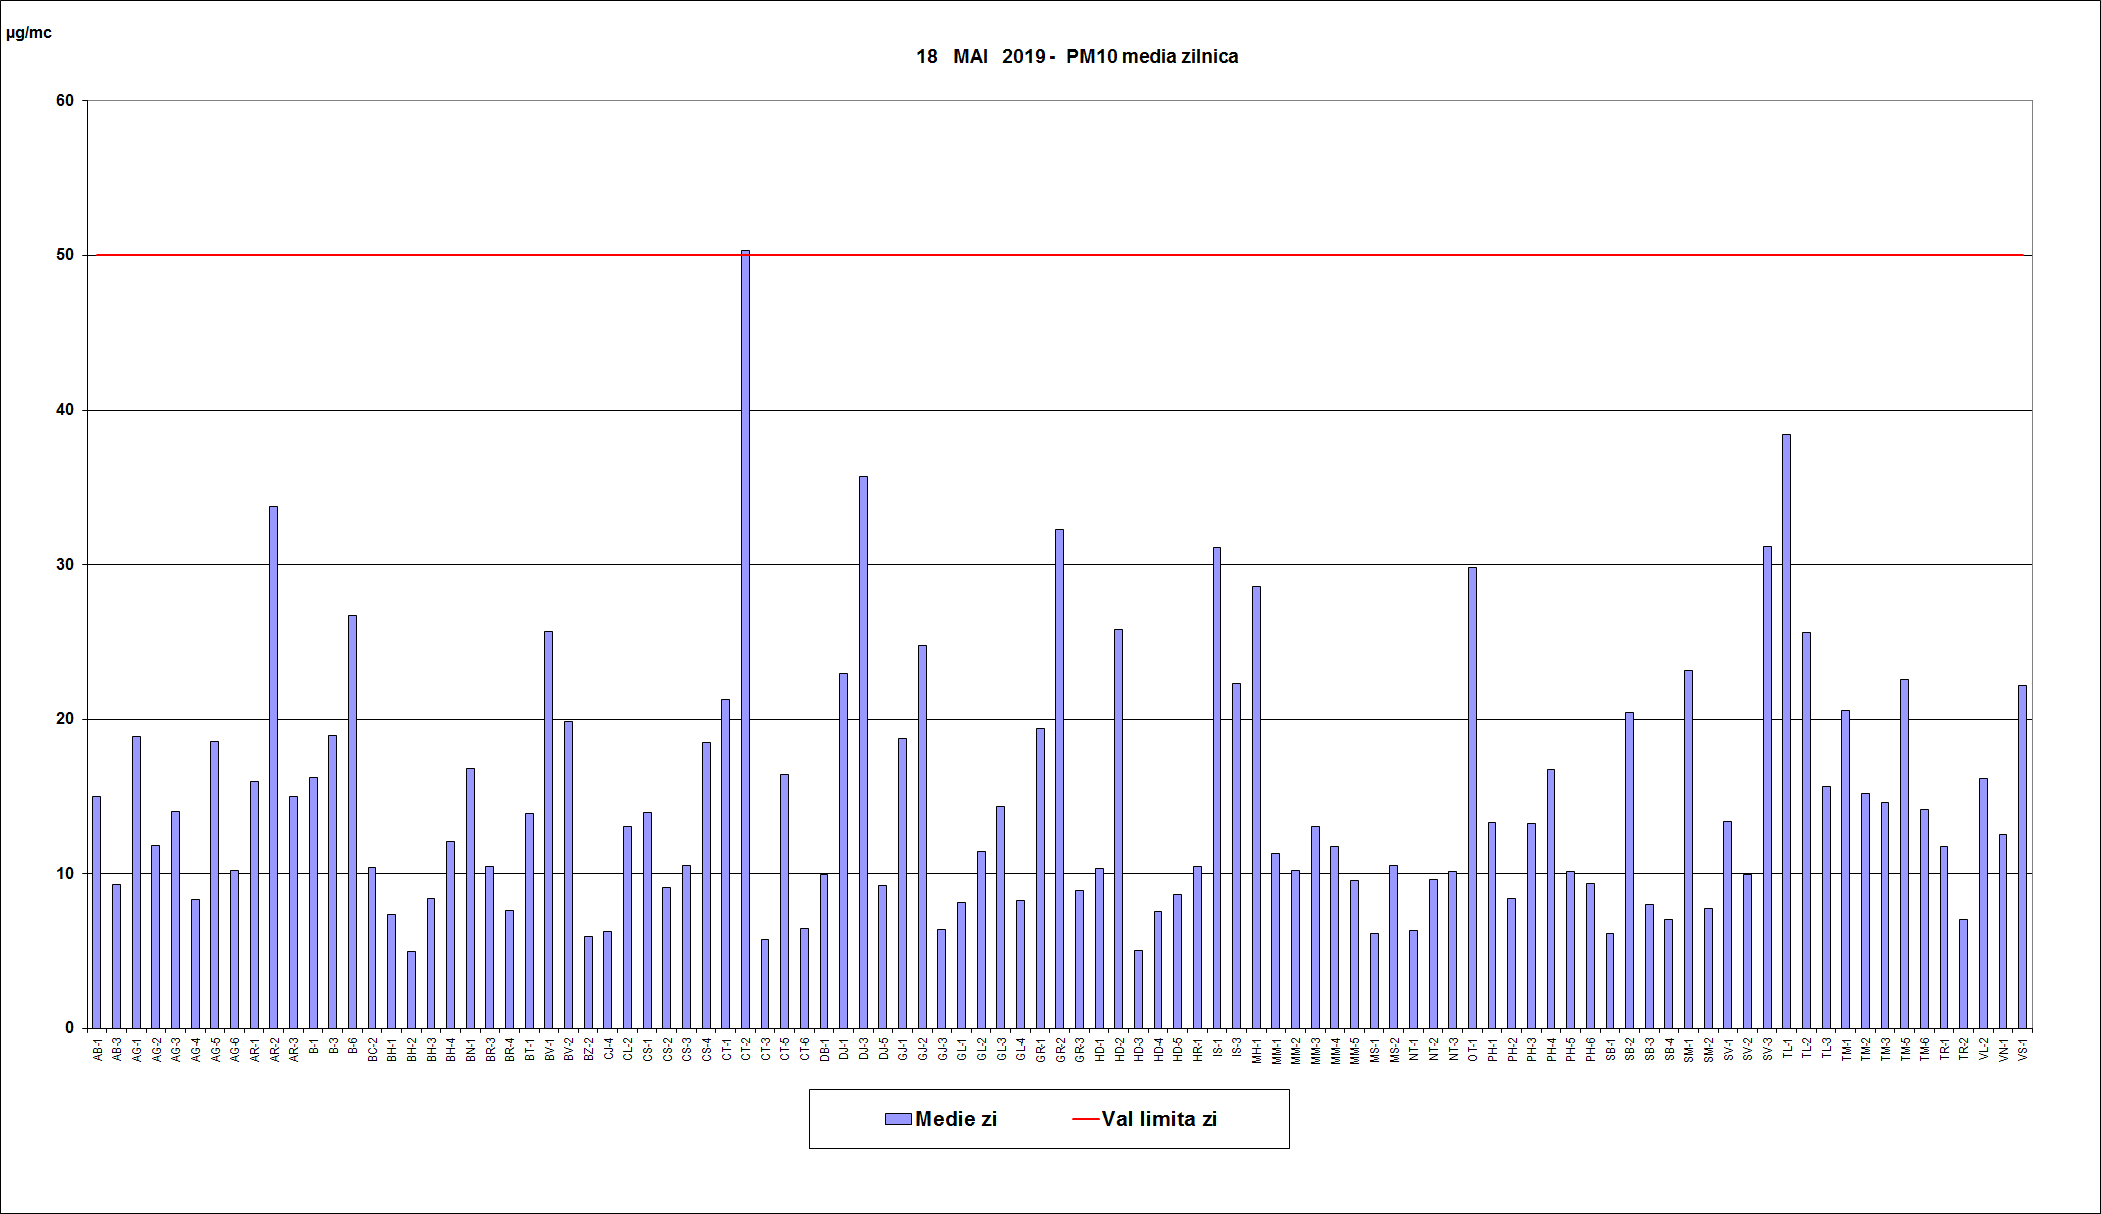 µg/mc
18 MAI 2019 - PM10 media zilnica
60
50
40
30
20
10
0
AB-1
AB-3
AG-1
AG-2
AG-3
AG-4
AG-5
AG-6
AR-1
AR-2
AR-3
B-1
B-3
B-6
BC-2
BH-1
BH-2
BH-3
BH-4
BN-1
BR-3
BR-4
BT-1
BV-1
BV-2
BZ-2
CJ-4
CL-2
CS-1
CS-2
CS-3
CS-4
CT-1
CT-2
CT-3
CT-5
CT-6
DB-1
DJ-1
DJ-3
DJ-5
GJ-1
GJ-2
GJ-3
GL-1
GL-2
GL-3
GL-4
GR-1
GR-2
GR-3
HD-1
HD-2
HD-3
HD-4
HD-5
HR-1
IS-1
IS-3
MH-1
MM-1
MM-2
MM-3
MM-4
MM-5
MS-1
MS-2
NT-1
NT-2
NT-3
OT-1
PH-1
PH-2
PH-3
PH-4
PH-5
PH-6
SB-1
SB-2
SB-3
SB-4
SM-1
SM-2
SV-1
SV-2
SV-3
TL-1
TL-2
TL-3
TM-1
TM-2
TM-3
TM-5
TM-6
TR-1
TR-2
VL-2
VN-1
VS-1
Medie zi
Val limita zi